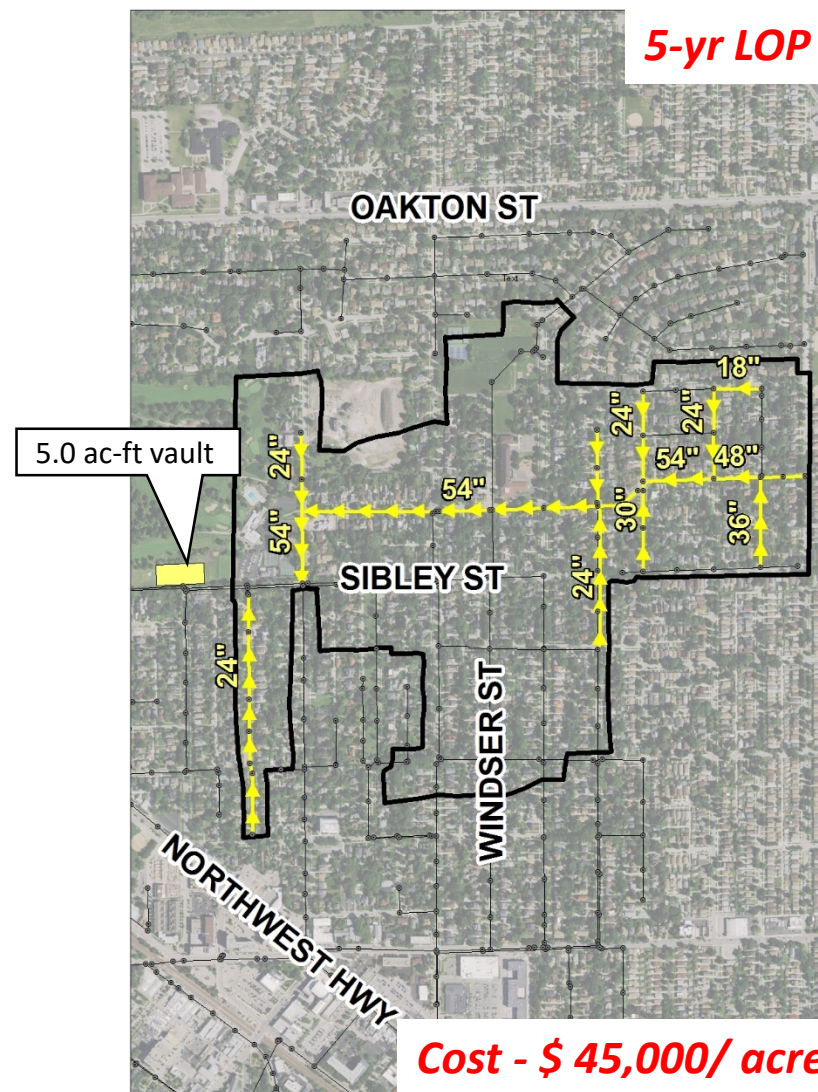 5-yr LOP
OAKTON ST
Text
18"
24"
24"
5.0 ac-ft vault
24"
54"
54"
48"
54"
30"
36"
SIBLEY ST
24"
24"
WINDSER ST
NORTHWEST HWY
Cost - $ 45,000/ acre